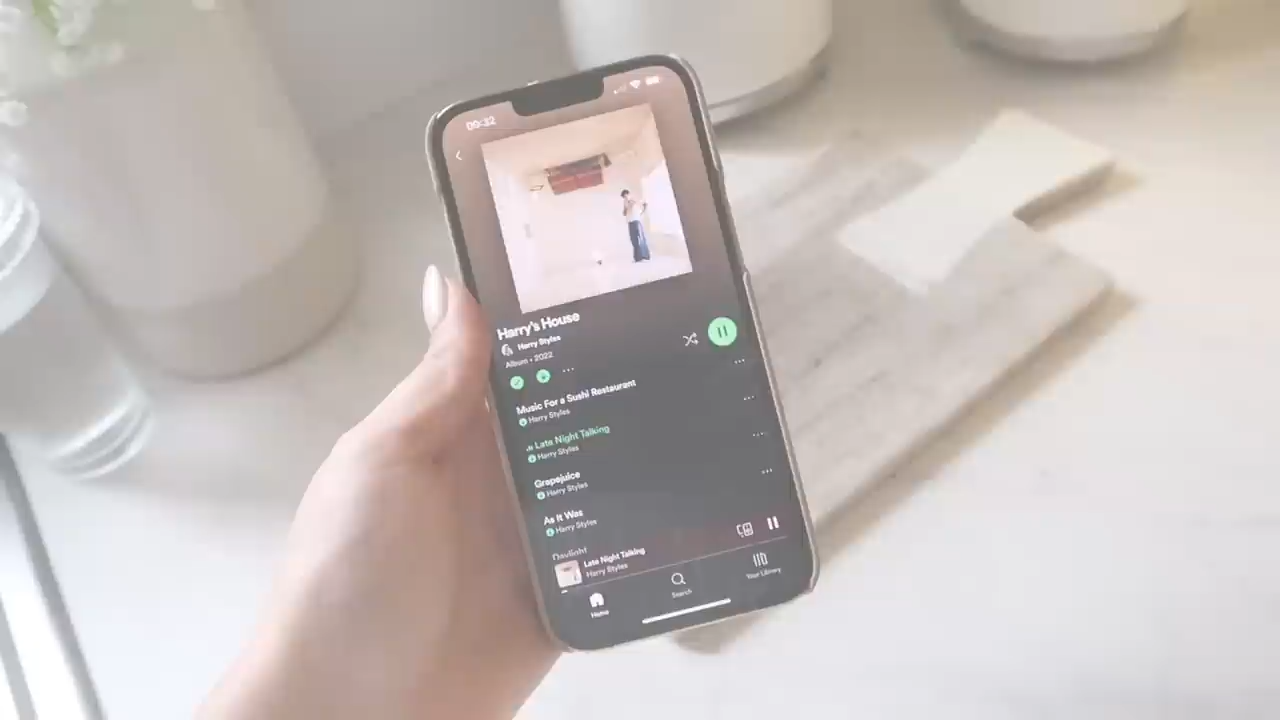 09:32
Harry's House
Harry Styles
Album • 2022
Music For a Sushi Restaurant
Harry Styles
Late Night Talking
Harry Styles
Grapejuice
Harry Styles
As It Was
Harry Styles
Daylight
Late Night Talking
Harry Styles
Home
Search
Your Library